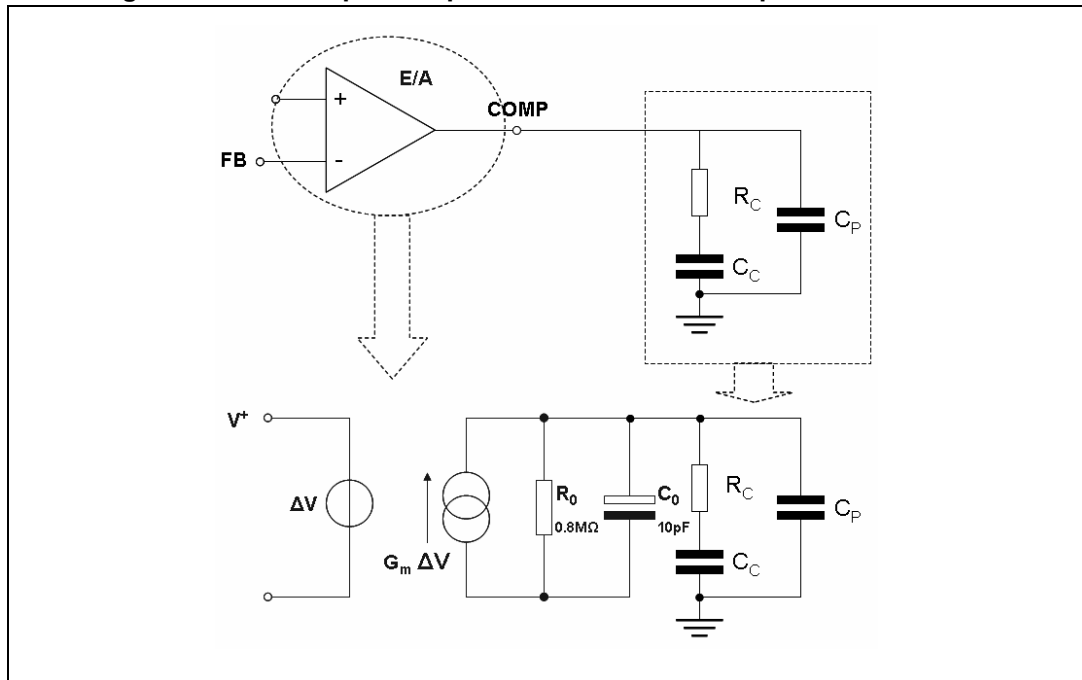 E/A
+
COMP
FB
-
R_C
C_P
C_C
V⁺
ΔV
G_m ΔV
R_0
0.8MΩ
C_0
10pF
R_C
C_P
C_C